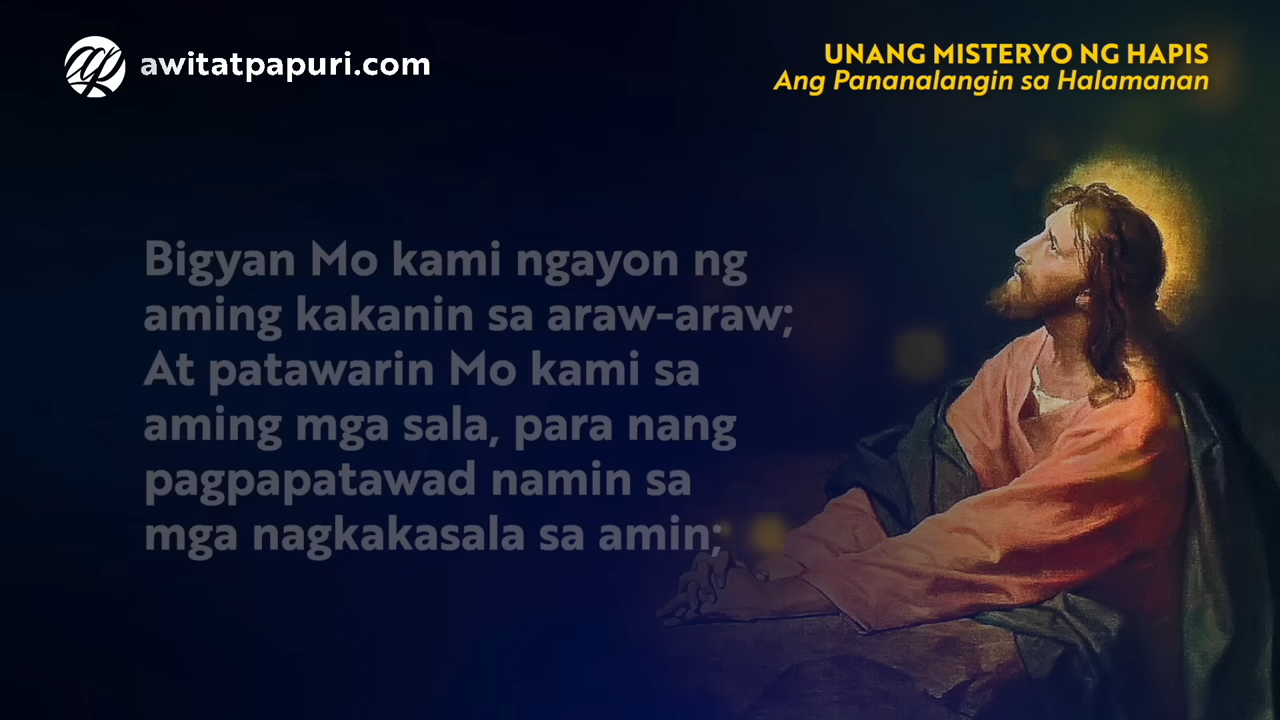 awitatpapuri.com
UNANG MISTERYO NG HAPIS
Ang Pananalangin sa Halamanan
Bigyan Mo kami ngayon ng
aming kakanin sa araw-araw;
At patawarin Mo kami sa
aming mga sala, para nang
pagpapatawad namin sa
mga nagkakasala sa amin;